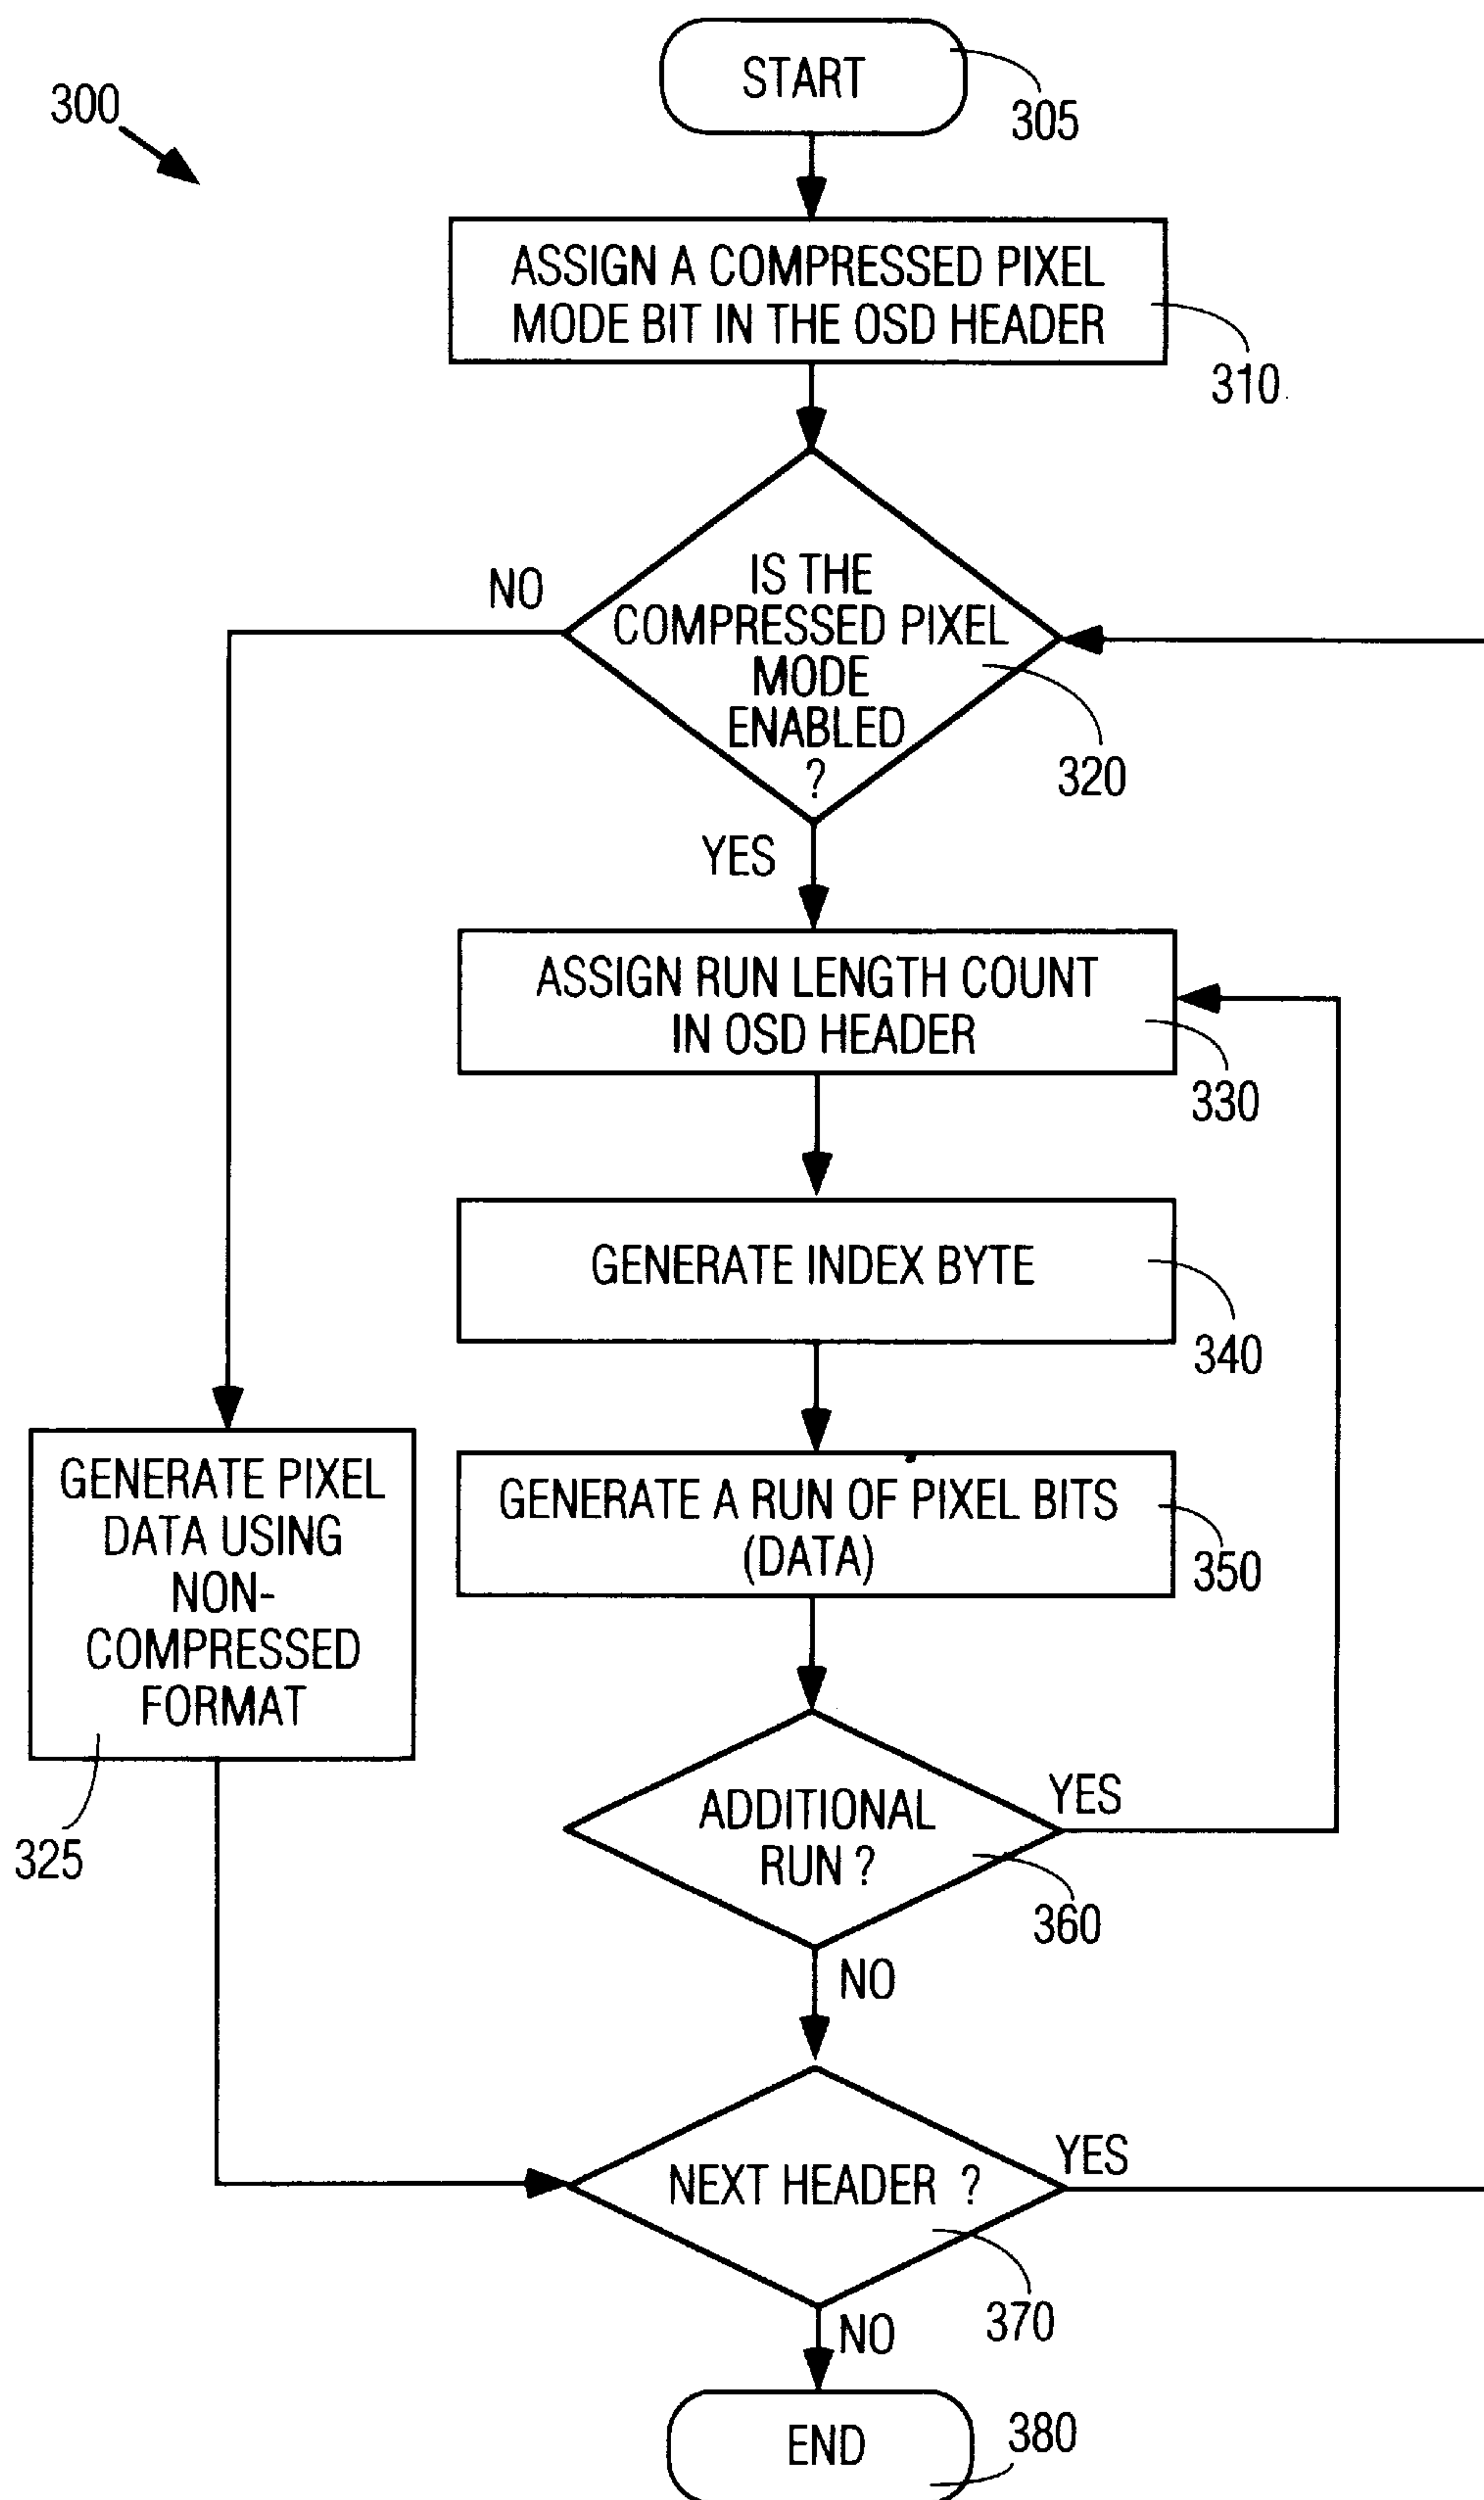 START
305
300
ASSIGN A COMPRESSED PIXEL
MODE BIT IN THE OSD HEADER
310
NO
IS THE
COMPRESSED PIXEL
MODE
ENABLED
?
320
YES
ASSIGN RUN LENGTH COUNT
IN OSD HEADER
330
GENERATE INDEX BYTE
340
GENERATE PIXEL
DATA USING
NON-
COMPRESSED
FORMAT
325
GENERATE A RUN OF PIXEL BITS
(DATA)
350
ADDITIONAL
RUN ?
YES
360
NO
NEXT HEADER ?
YES
370
NO
END
380